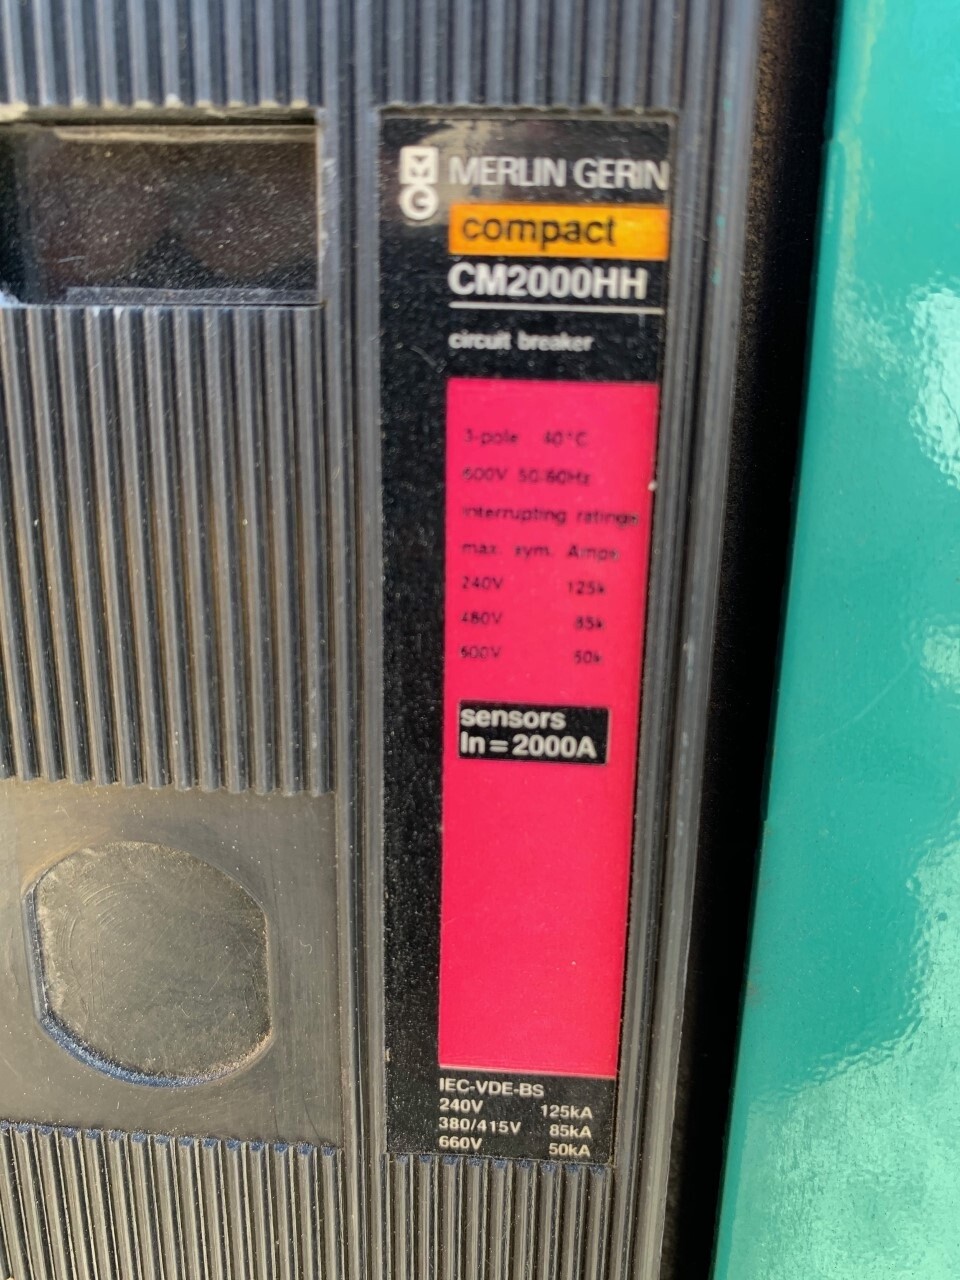 MG MERLIN GERIN
compact
CM2000HH
circuit breaker
3-pole 40°C
600V 50/60Hz
interrupting ratings
max. sym. Amps
240V 125k
480V 85k
600V 50k
sensors
In=2000A
IEC-VDE-BS
240V 125kA
380/415V 85kA
660V 50kA